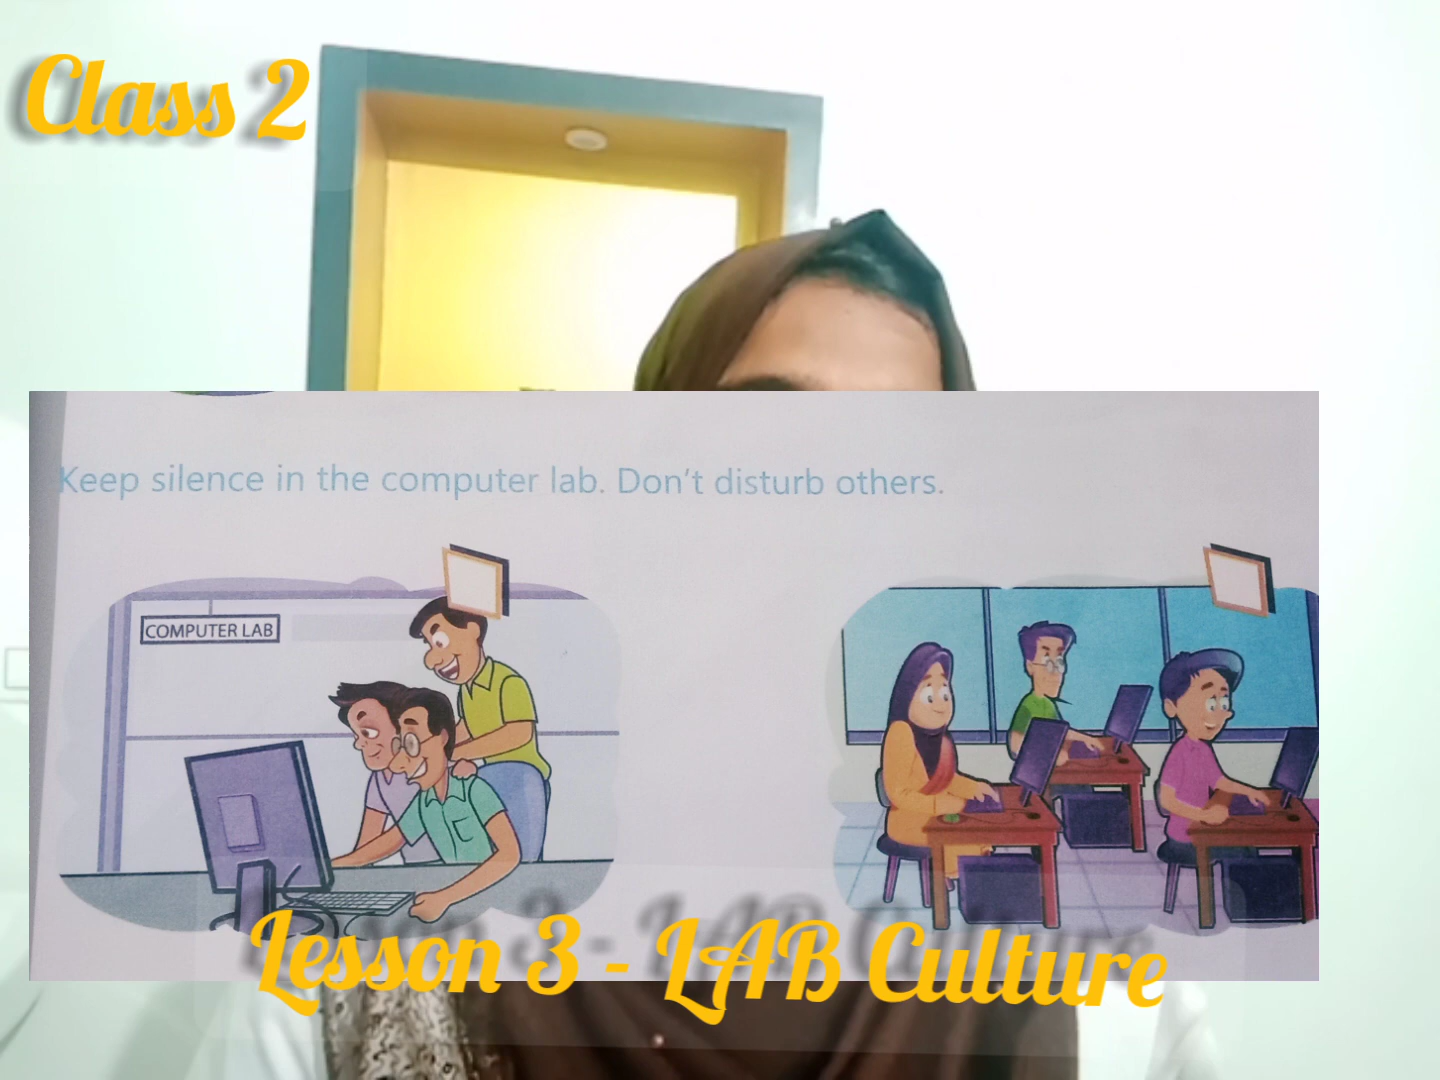 Class 2
Keep silence in the computer lab. Don't disturb others.
COMPUTER LAB
Lesson 3 - LAB Culture